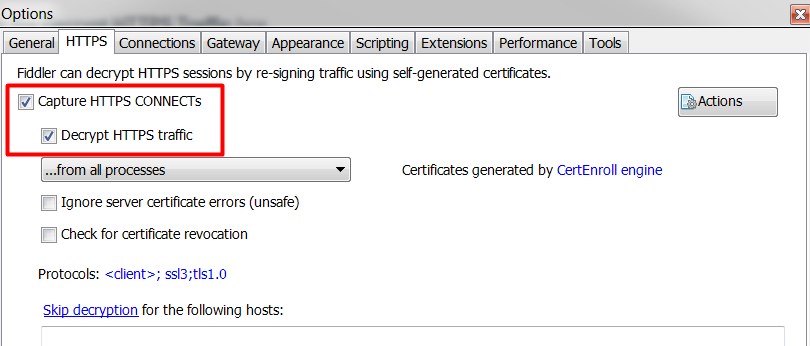 Options
General HTTPS Connections Gateway Appearance Scripting Extensions Performance Tools
Fiddler can decrypt HTTPS sessions by re-signing traffic using self-generated certificates.
Capture HTTPS CONNECTs
Actions
Decrypt HTTPS traffic
...from all processes
Certificates generated by CertEnroll engine
Ignore server certificate errors (unsafe)
Check for certificate revocation
Protocols: <client>; ssl3;tls1.0
Skip decryption for the following hosts: